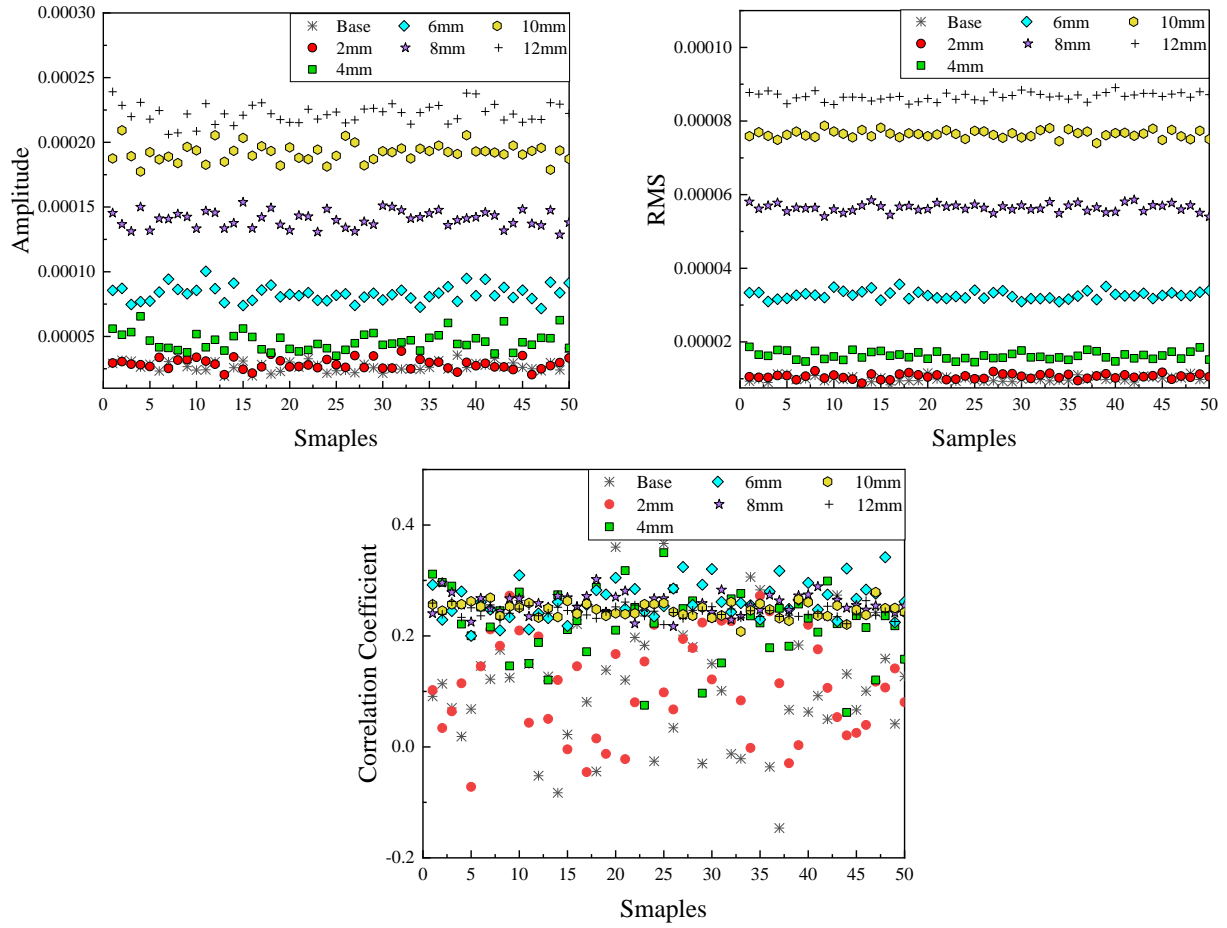 Base 6mm 10mm
2mm 8mm 12mm
4mm
0.00030
0.00025
0.00020
0.00015
0.00010
0.00005
Amplitude
0 5 10 15 20 25 30 35 40 45 50
Smaples
Base 6mm 10mm
2mm 8mm 12mm
4mm
0.00010
0.00008
0.00006
0.00004
0.00002
RMS
0 5 10 15 20 25 30 35 40 45 50
Samples
Base 6mm 10mm
2mm 8mm 12mm
4mm
0.4
0.2
0.0
-0.2
Correlation Coefficient
0 5 10 15 20 25 30 35 40 45 50
Smaples